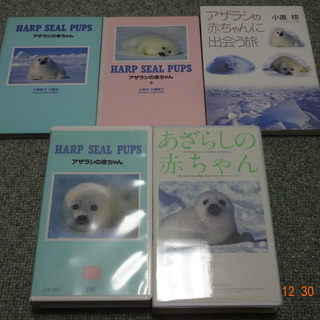 HARP SEAL PUPS
アザラシの赤ちゃん
HARP SEAL PUPS
アザラシの赤ちゃん
アザラシの
赤ちゃんに
出会う旅
小原 玲
HARP SEAL PUPS
アザラシの赤ちゃん
VHS
あざらしの
赤ちゃん
12 30